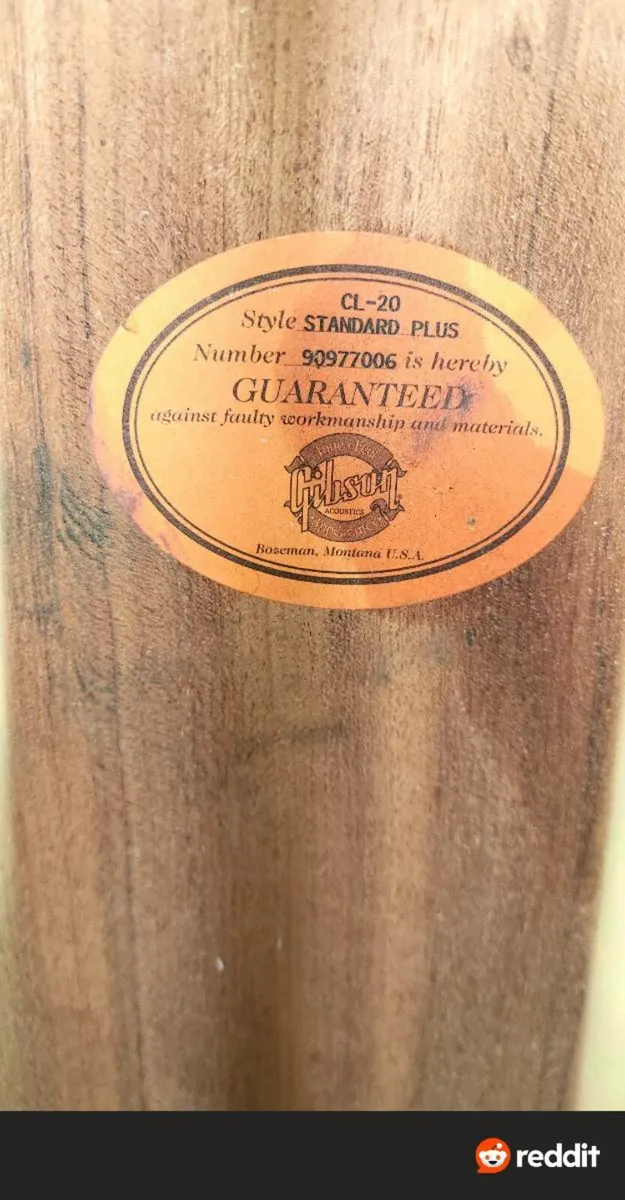 CL-20
Style STANDARD PLUS
Number 90977006 is hereby
GUARANTEED
against faulty workmanship and materials.
Gibson
ACOUSTICS
Bozeman, Montana U.S.A.
reddit